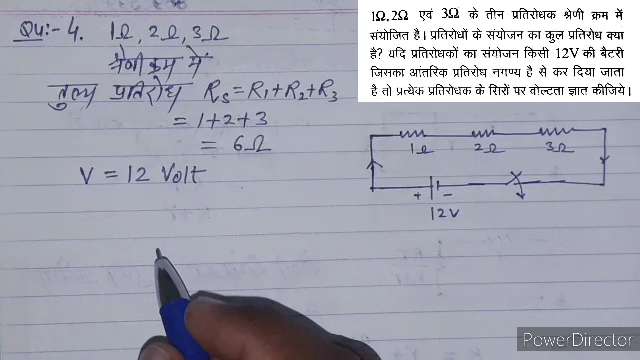 Qu:- 4. 1Ω, 2Ω, 3Ω
श्रेणी क्रम में
तुल्य प्रतिरोध Rs = R1 + R2 + R3
= 1 + 2 + 3
= 6Ω
V = 12 Volt
1Ω, 2Ω एवं 3Ω के तीन प्रतिरोधक श्रेणी क्रम में
संयोजित है। प्रतिरोधों के संयोजन का कुल प्रतिरोध क्या
है? यदि प्रतिरोधकों का संयोजन किसी 12V की बैटरी
जिसका आंतरिक प्रतिरोध नगण्य है से कर दिया जाता
है तो प्रत्येक प्रतिरोधक के शिरों पर वोल्टता ज्ञात कीजिये।
1Ω 2Ω 3Ω
+ -
12V
PowerDirector